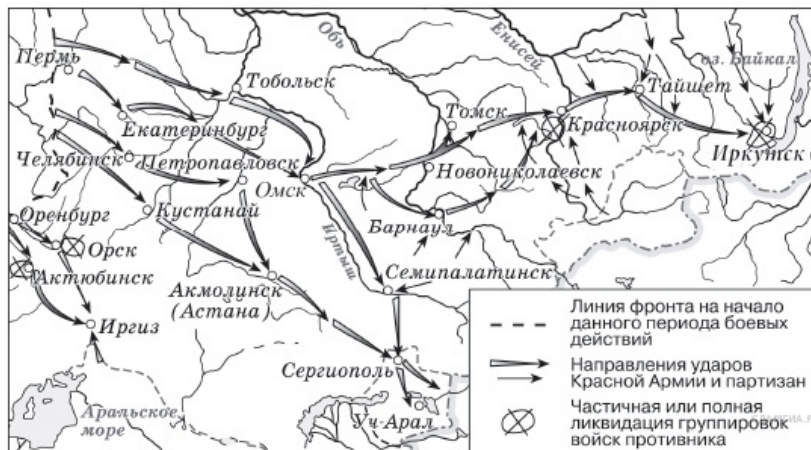 Обь
Енисей
оз. Байкал
Пермь
Тобольск
Тайшет
Томск
Екатеринбург
Красноярск
Иркутск
Челябинск
Петропавловск
Омск
Новониколаевск
Кустанай
Барнаул
Оренбург
Орск
Иртыш
Актюбинск
Семипалатинск
Акмолинск
(Астана)
Иргиз
Сергиополь
Аральское
море
Уч-Арал
Линия фронта на начало
данного периода боевых
действий
Направления ударов
Красной Армии и партизан
Частичная или полная
ликвидация группировок
войск противника